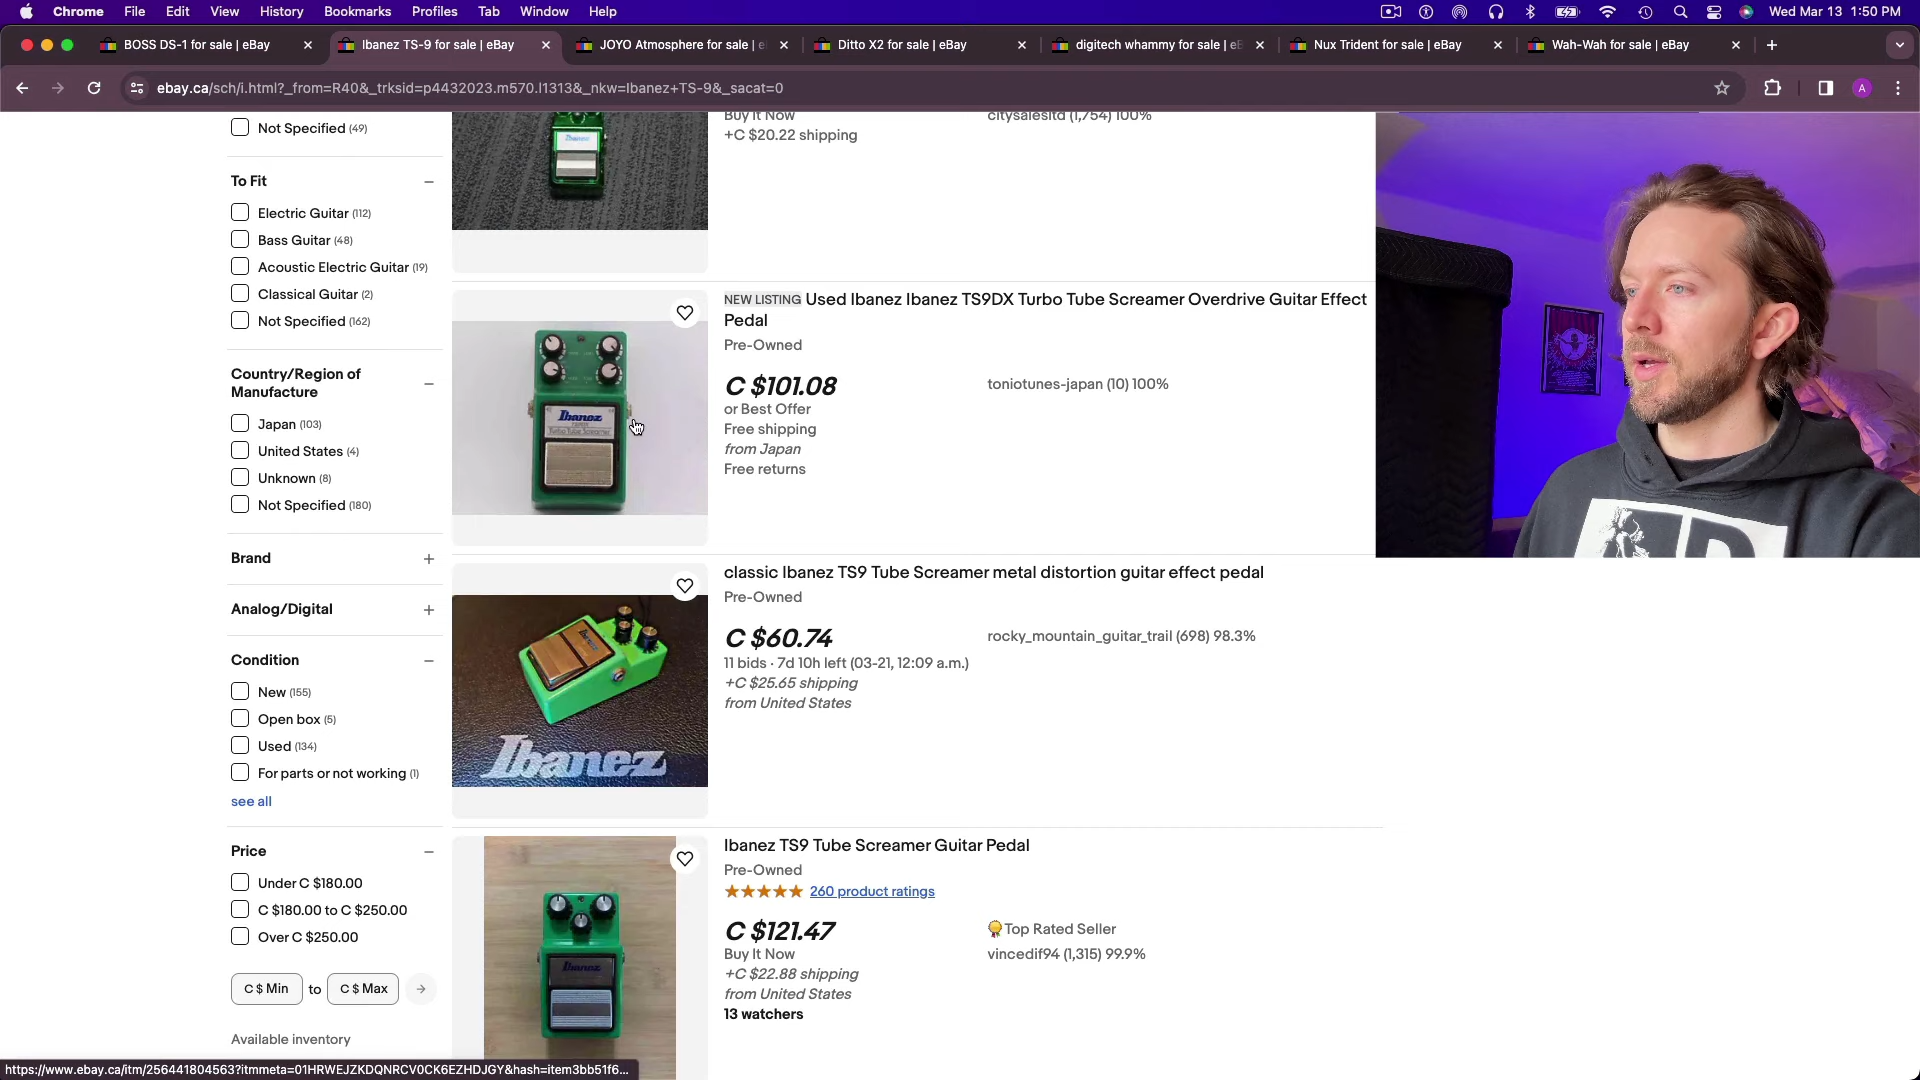 Chrome File Edit View History Bookmarks Profiles Tab Window Help Wed Mar 13 1:50 PM
BOSS DS-1 for sale | eBay
Ibanez TS-9 for sale | eBay
JOYO Atmosphere for sale | e
Ditto X2 for sale | eBay
digitech whammy for sale | eB
Nux Trident for sale | eBay
Wah-Wah for sale | eBay
ebay.ca/sch/i.html?_from=R40&_trksid=p4432023.m570.l1313&_nkw=Ibanez+TS-9&_sacat=0
A
Not Specified (49)
To Fit
Electric Guitar (112)
Bass Guitar (48)
Acoustic Electric Guitar (19)
Classical Guitar (2)
Not Specified (162)
Country/Region of
Manufacture
Japan (103)
United States (4)
Unknown (8)
Not Specified (180)
Brand
Analog/Digital
Condition
New (155)
Open box (5)
Used (134)
For parts or not working (1)
see all
Price
Under C $180.00
C $180.00 to C $250.00
Over C $250.00
C $ Min to C $ Max
Available inventory
Buy It Now
citysalesltd (1,754) 100%
+C $20.22 shipping
NEW LISTING Used Ibanez Ibanez TS9DX Turbo Tube Screamer Overdrive Guitar Effect
Pedal
Pre-Owned
C $101.08
toniotunes-japan (10) 100%
or Best Offer
Free shipping
from Japan
Free returns
Ibanez
Turbo Tube Screamer
classic Ibanez TS9 Tube Screamer metal distortion guitar effect pedal
Pre-Owned
C $60.74
rocky_mountain_guitar_trail (698) 98.3%
11 bids · 7d 10h left (03-21, 12:09 a.m.)
+C $25.65 shipping
from United States
Ibanez
Ibanez TS9 Tube Screamer Guitar Pedal
Pre-Owned
260 product ratings
C $121.47
Top Rated Seller
Buy It Now
vincedif94 (1,315) 99.9%
+C $22.88 shipping
from United States
13 watchers
Ibanez
https://www.ebay.ca/itm/256441804563?itmmeta=01HRWEJZKDQNRCV0CK6EZHDJGY&hash=item3bb51f6...